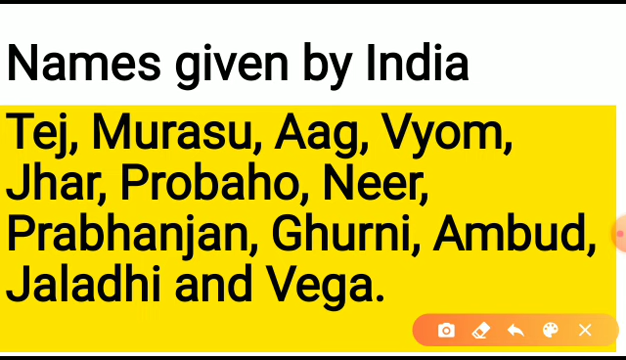 Names given by India
Tej, Murasu, Aag, Vyom,
Jhar, Probaho, Neer,
Prabhanjan, Ghurni, Ambud,
Jaladhi and Vega.